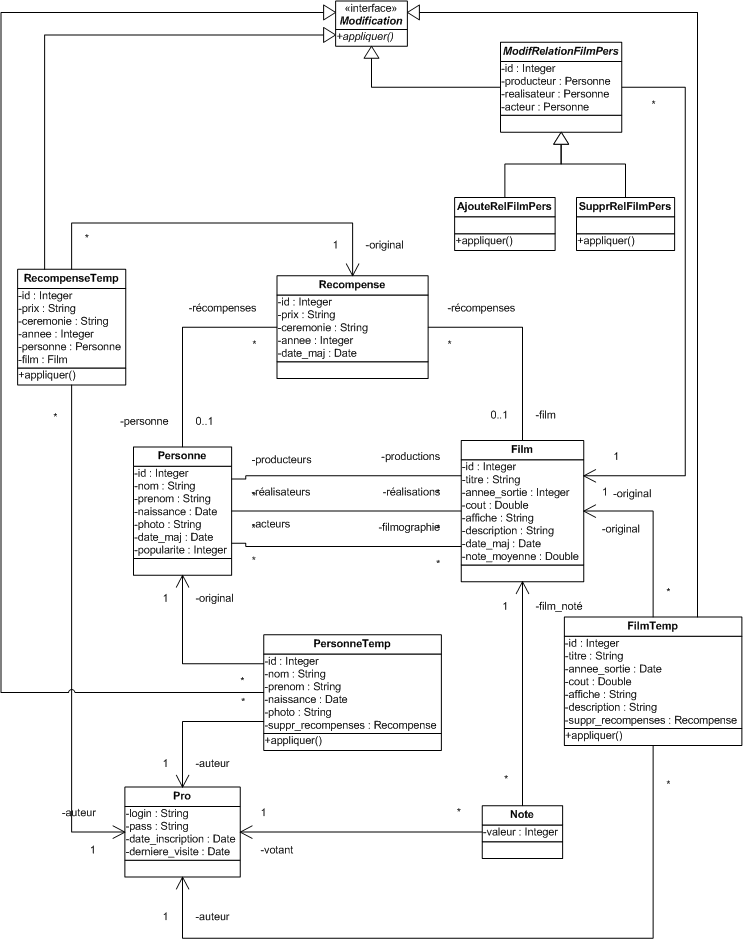 «interface»
Modification
+appliquer()
ModifRelationFilmPers
-id : Integer
-producteur : Personne
-realisateur : Personne
-acteur : Personne
*
AjouteRelFilmPers
+appliquer()
SupprRelFilmPers
+appliquer()
*
1
-original
RecompenseTemp
-id : Integer
-prix : String
-ceremonie : String
-annee : Integer
-personne : Personne
-film : Film
+appliquer()
Recompense
-id : Integer
-prix : String
-ceremonie : String
-annee : Integer
-date_maj : Date
-récompenses
*
-récompenses
*
*
-personne
0..1
0..1
-film
Personne
-id : Integer
-nom : String
-prenom : String
-naissance : Date
-photo : String
-date_maj : Date
-popularite : Integer
-producteurs
-productions
*
-réalisateurs
*
-réalisations
*
-acteurs
*
-filmographie
*
*
Film
-id : Integer
-titre : String
-annee_sortie : Integer
-cout : Double
-affiche : String
-description : String
-date_maj : Date
-note_moyenne : Double
1
1
-original
-original
*
1
-original
1
-film_noté
PersonneTemp
-id : Integer
-nom : String
-prenom : String
-naissance : Date
-photo : String
-suppr_recompenses : Recompense
+appliquer()
*
*
FilmTemp
-id : Integer
-titre : String
-annee_sortie : Date
-cout : Double
-affiche : String
-description : String
-suppr_recompenses : Recompense
+appliquer()
1
-auteur
*
*
Pro
-login : String
-pass : String
-date_inscription : Date
-derniere_visite : Date
-auteur
1
1
-votant
*
Note
-valeur : Integer
1
-auteur